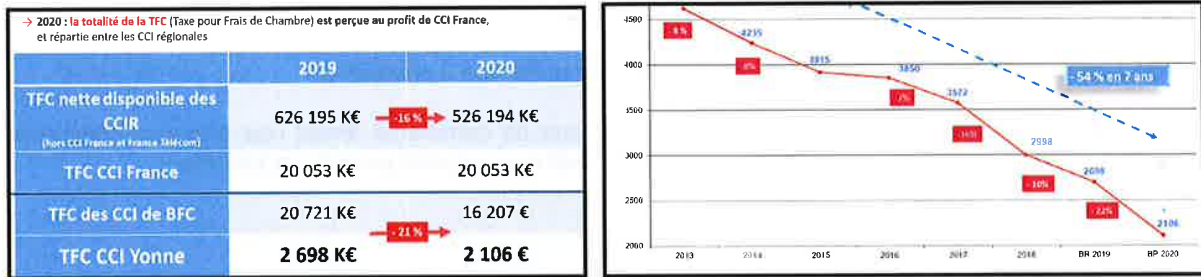 → 2020 : la totalité de la TFC (Taxe pour Frais de Chambre) est perçue au profit de CCI France,
et répartie entre les CCI régionales
2019 2020
TFC nette disponible des
CCIR
(hors CCI France et France Télécom)
626 195 K€ -16 % 526 194 K€
TFC CCI France 20 053 K€ 20 053 K€
TFC des CCI de BFC 20 721 K€ 16 207 €
- 21 %
TFC CCI Yonne 2 698 K€ 2 106 €
4500
4235
4000
3915
3850
- 54 % en 7 ans
3500
3572
3000
2998
2698
2500
- 22%
2106
2000
2013 2014 2015 2016 2017 2018 BR 2019 BP 2020